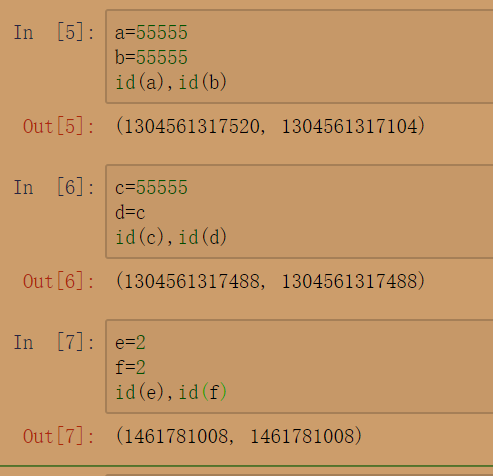 In [5]: a=55555
b=55555
id(a),id(b)
Out[5]: (1304561317520, 1304561317104)
In [6]: c=55555
d=c
id(c),id(d)
Out[6]: (1304561317488, 1304561317488)
In [7]: e=2
f=2
id(e),id(f)
Out[7]: (1461781008, 1461781008)